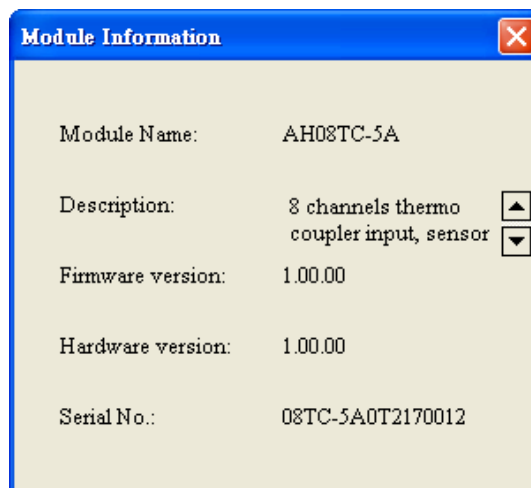 Module Information
Module Name: AH08TC-5A
Description: 8 channels thermo
coupler input, sensor
Firmware version: 1.00.00
Hardware version: 1.00.00
Serial No.: 08TC-5A0T2170012